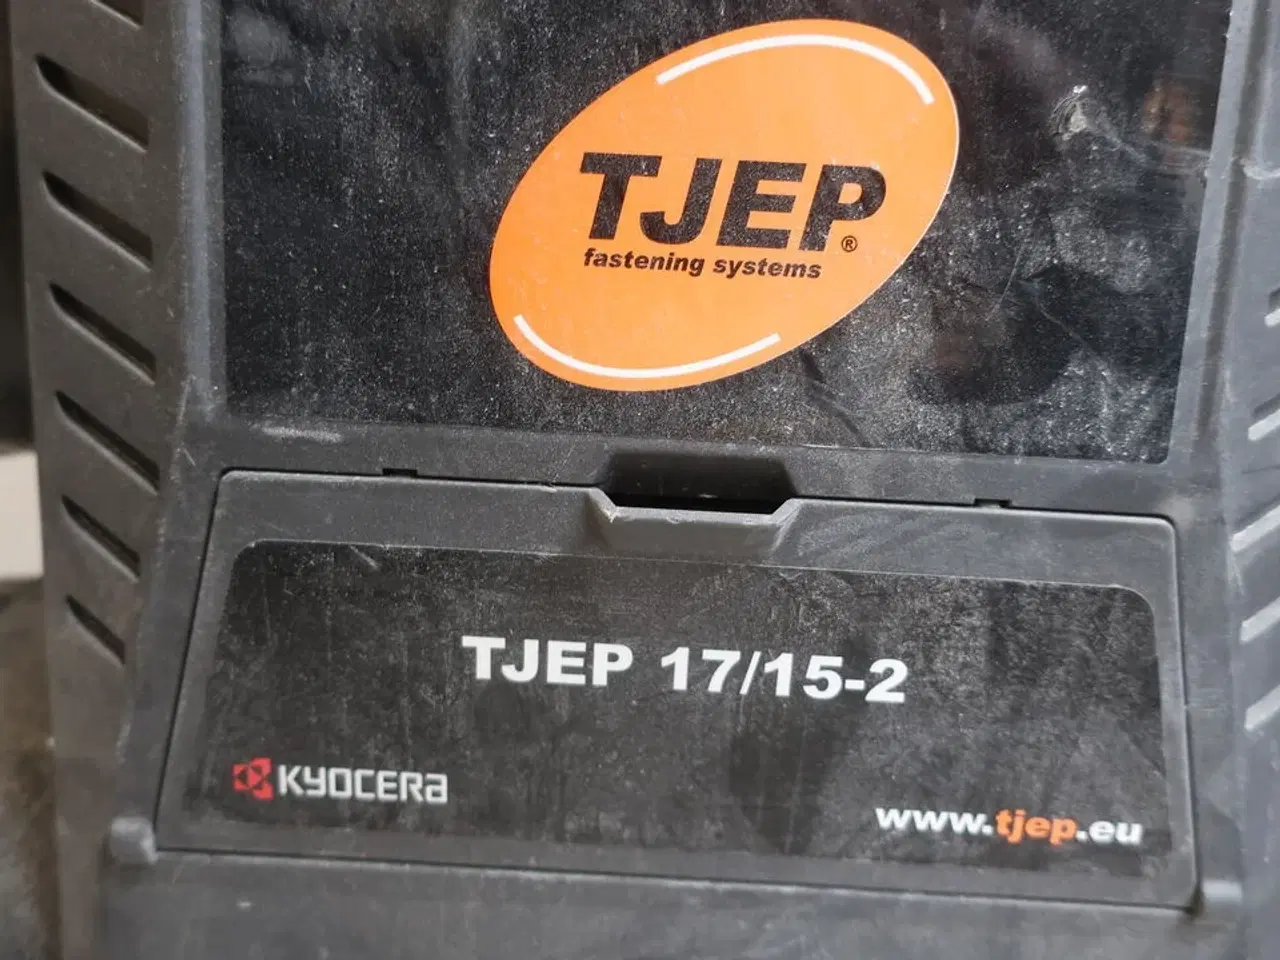 TJEP®
fastening systems
TJEP 17/15-2
KYOCERA
www.tjep.eu